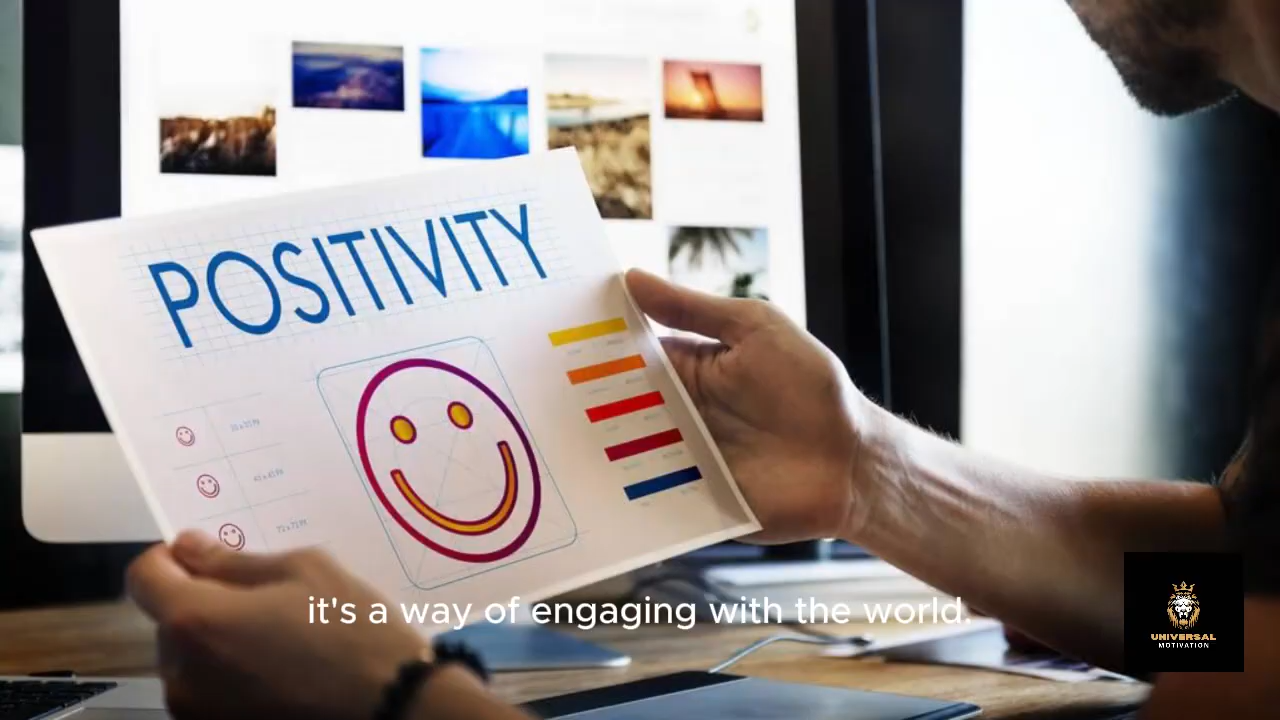 POSITIVITY
it's a way of engaging with the world.
UNIVERSAL
MOTIVATION